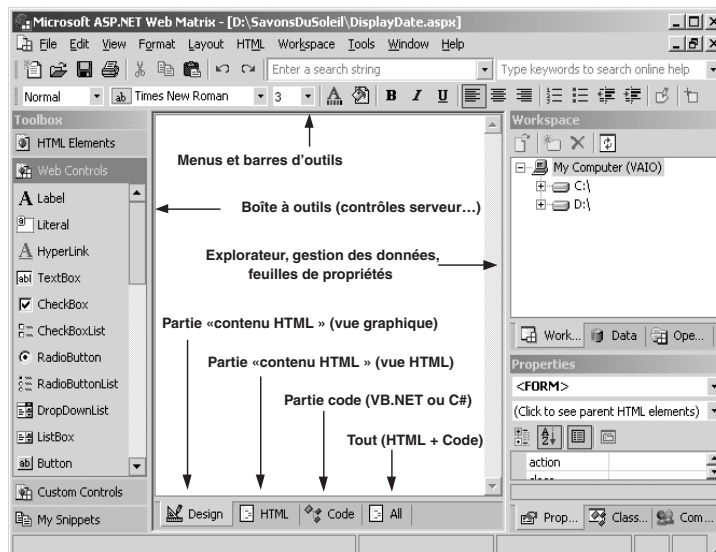 Microsoft ASP.NET Web Matrix - [D:\SavonsDuSoleil\DisplayDate.aspx]
File Edit View Format Layout HTML Workspace Tools Window Help
Enter a search string
Type keywords to search online help
Normal
ab Times New Roman
3
A
B I U
Toolbox
HTML Elements
Web Controls
A Label
Literal
A HyperLink
abl TextBox
CheckBox
CheckBoxList
RadioButton
RadioButtonList
DropDownList
ListBox
ab Button
Custom Controls
My Snippets
Menus et barres d'outils
Boîte à outils (contrôles serveur…)
Explorateur, gestion des données,
feuilles de propriétés
Partie «contenu HTML » (vue graphique)
Partie «contenu HTML » (vue HTML)
Partie code (VB.NET ou C#)
Tout (HTML + Code)
Design
HTML
Code
All
Workspace
My Computer (VAIO)
C:\
D:\
Work...
Data
Ope...
Properties
<FORM>
(Click to see parent HTML elements)
action
Prop...
Class...
Com...